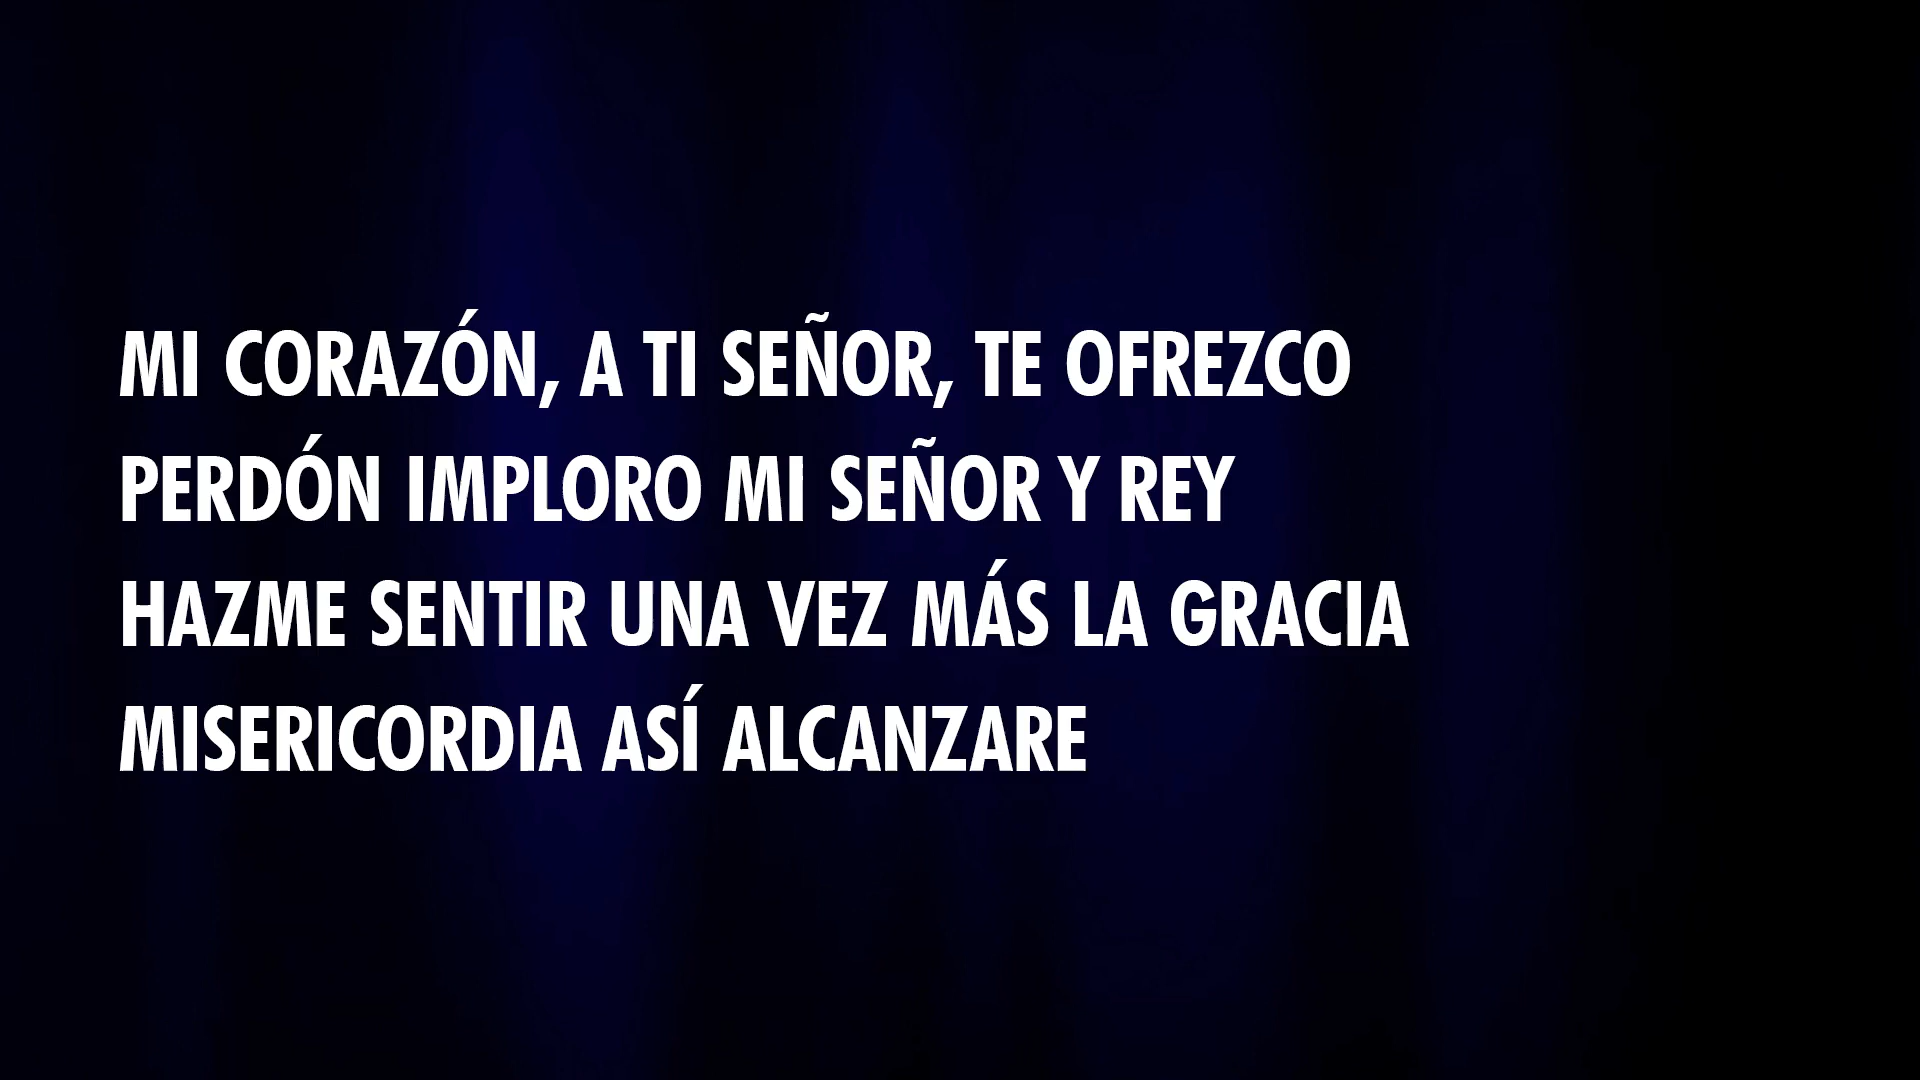 MI CORAZÓN, A TI SEÑOR, TE OFREZCO
PERDÓN IMPLORO MI SEÑOR Y REY
HAZME SENTIR UNA VEZ MÁS LA GRACIA
MISERICORDIA ASÍ ALCANZARE